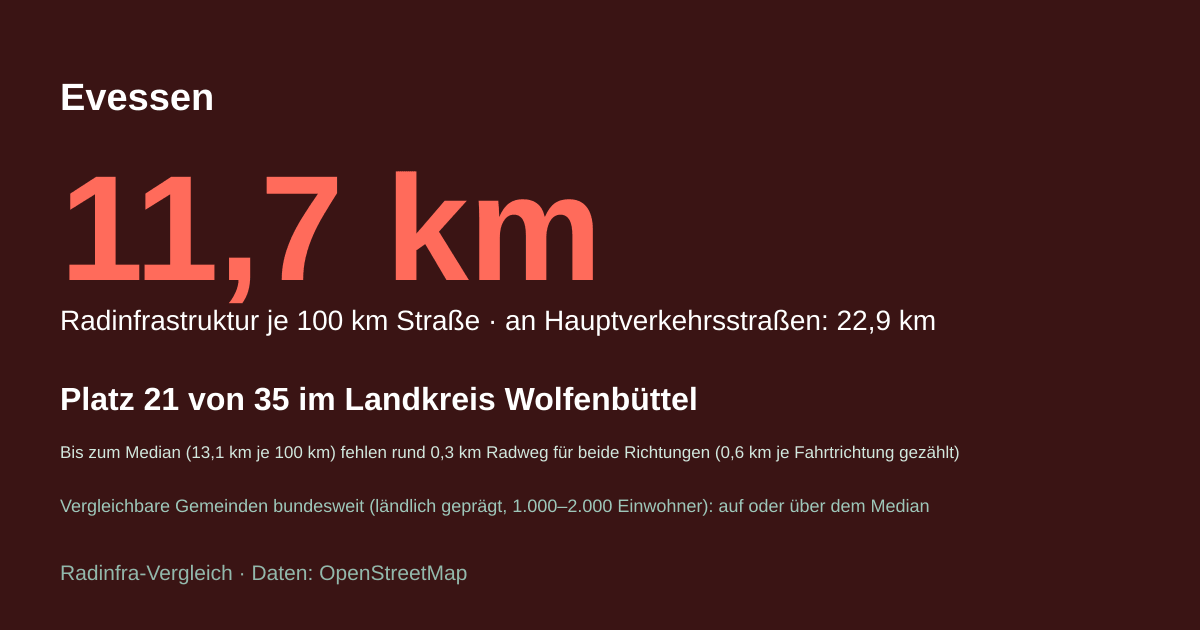 Evessen
11,7 km
Radinfrastruktur je 100 km Straße · an Hauptverkehrsstraßen: 22,9 km
Platz 21 von 35 im Landkreis Wolfenbüttel
Bis zum Median (13,1 km je 100 km) fehlen rund 0,3 km Radweg für beide Richtungen (0,6 km je Fahrtrichtung gezählt)
Vergleichbare Gemeinden bundesweit (ländlich geprägt, 1.000–2.000 Einwohner): auf oder über dem Median
Radinfra-Vergleich · Daten: OpenStreetMap